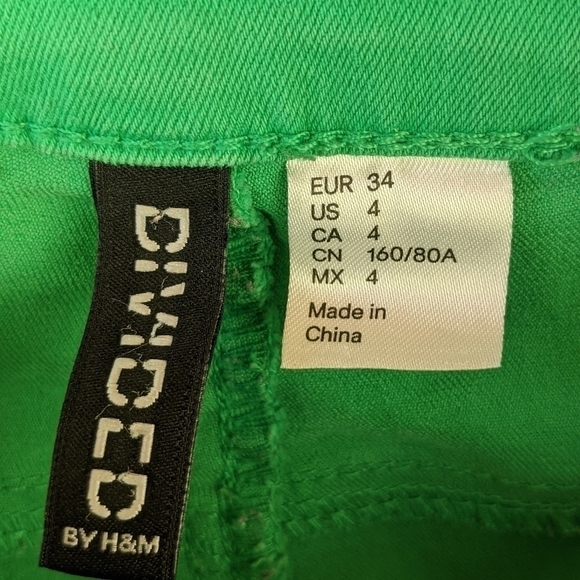 DIVIDED
BY H&M
EUR 34
US 4
CA 4
CN 160/80A
MX 4
Made in
China